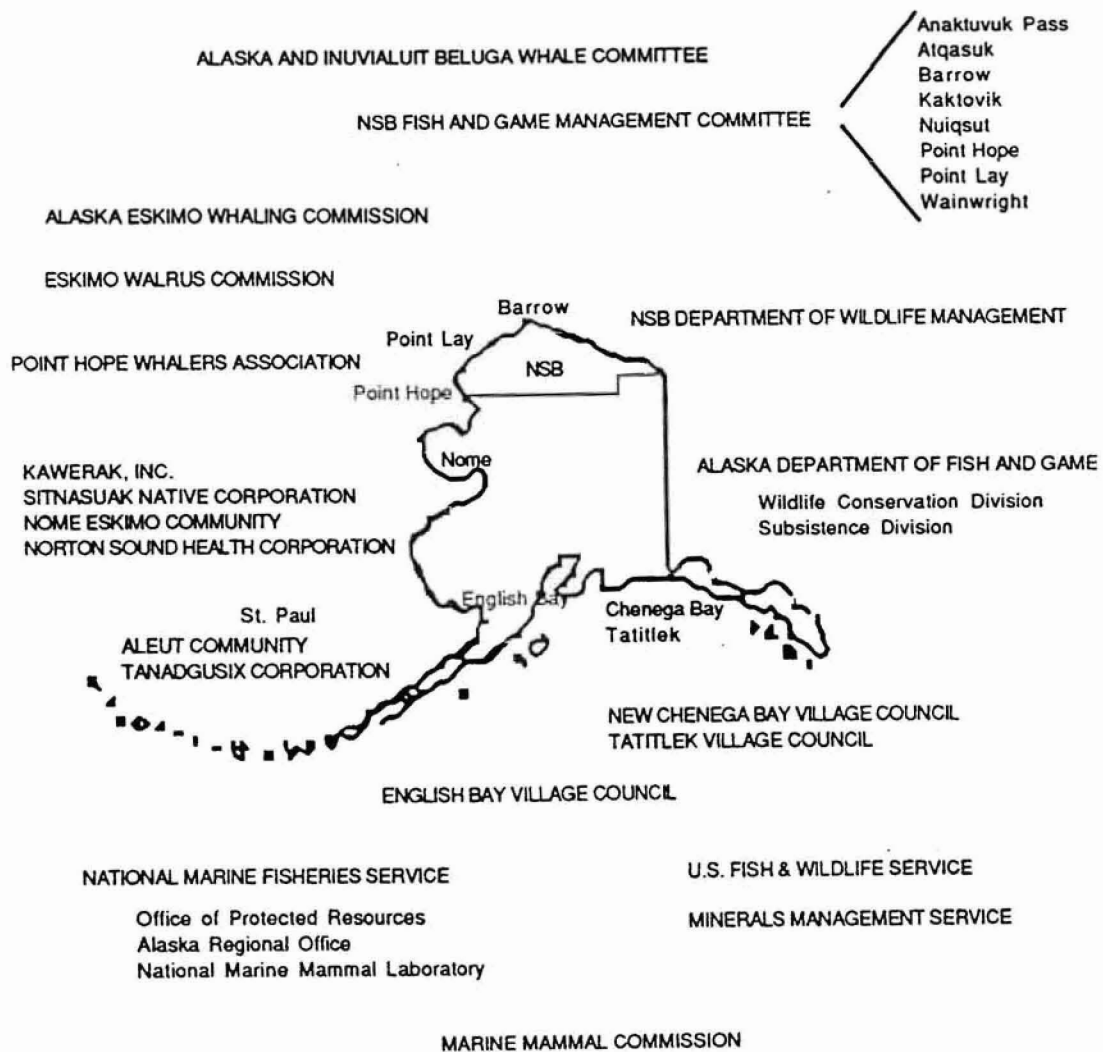 ALASKA AND INUVIALUIT BELUGA WHALE COMMITTEE
NSB FISH AND GAME MANAGEMENT COMMITTEE
Anaktuvuk Pass
Atqasuk
Barrow
Kaktovik
Nuiqsut
Point Hope
Point Lay
Wainwright
ALASKA ESKIMO WHALING COMMISSION
ESKIMO WALRUS COMMISSION
Barrow
NSB DEPARTMENT OF WILDLIFE MANAGEMENT
Point Lay
POINT HOPE WHALERS ASSOCIATION
NSB
Point Hope
Nome
KAWERAK, INC.
SITNASUAK NATIVE CORPORATION
NOME ESKIMO COMMUNITY
NORTON SOUND HEALTH CORPORATION
ALASKA DEPARTMENT OF FISH AND GAME
Wildlife Conservation Division
Subsistence Division
English Bay
Chenega Bay
Tatitlek
St. Paul
ALEUT COMMUNITY
TANADGUSIX CORPORATION
NEW CHENEGA BAY VILLAGE COUNCIL
TATITLEK VILLAGE COUNCIL
ENGLISH BAY VILLAGE COUNCIL
NATIONAL MARINE FISHERIES SERVICE
Office of Protected Resources
Alaska Regional Office
National Marine Mammal Laboratory
U.S. FISH & WILDLIFE SERVICE
MINERALS MANAGEMENT SERVICE
MARINE MAMMAL COMMISSION